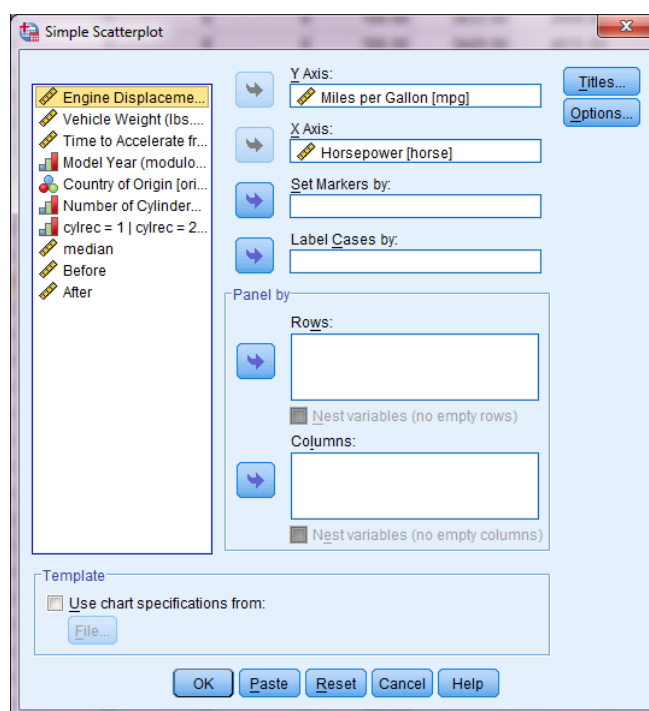 Simple Scatterplot
Engine Displaceme...
Vehicle Weight (lbs....
Time to Accelerate fr...
Model Year (modulo...
Country of Origin [ori...
Number of Cylinder...
cylrec = 1 | cylrec = 2...
median
Before
After
Y Axis:
Miles per Gallon [mpg]
X Axis:
Horsepower [horse]
Set Markers by:
Label Cases by:
Panel by
Rows:
Nest variables (no empty rows)
Columns:
Nest variables (no empty columns)
Titles...
Options...
Template
Use chart specifications from:
File...
OK Paste Reset Cancel Help